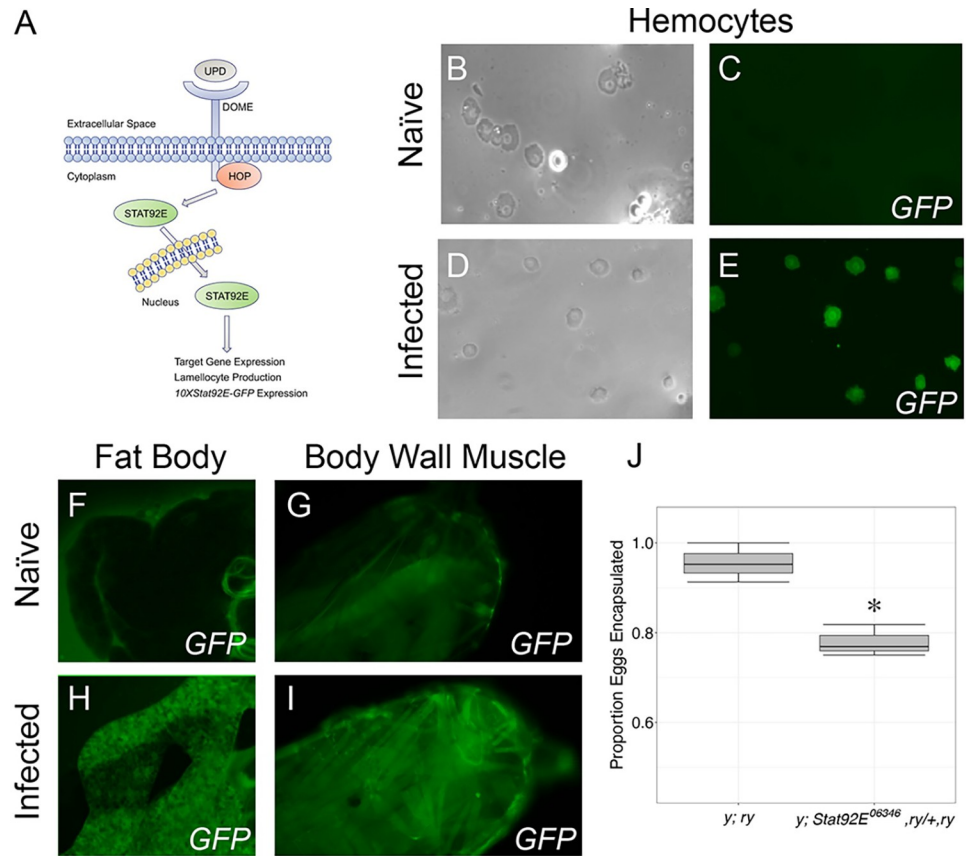 A
UPD
DOME
Extracellular Space
Cytoplasm
HOP
STAT92E
Nucleus
STAT92E
Target Gene Expression
Lamellocyte Production
10XStat92E-GFP Expression
Hemocytes
Naïve
Infected
B
C
GFP
D
E
GFP
Fat Body
Body Wall Muscle
Naïve
Infected
F
GFP
G
GFP
H
GFP
I
GFP
J
Proportion Eggs Encapsulated
1.0
0.8
0.6
*
y; ry
y; Stat92E06346 ,ry/+,ry